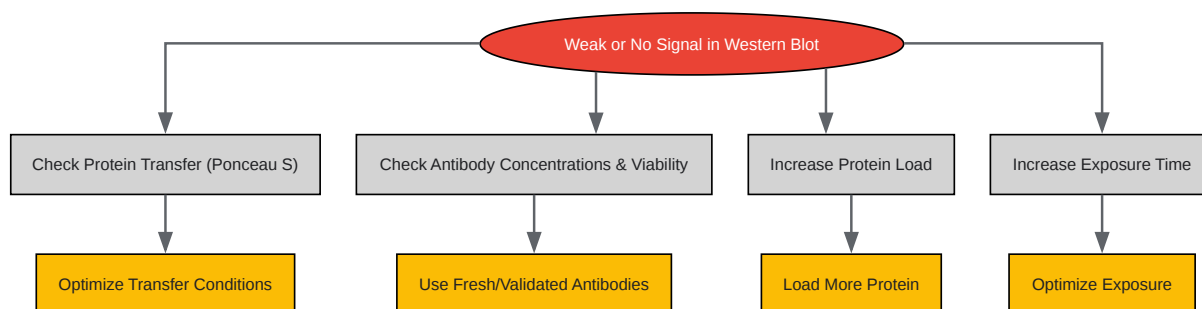 Weak or No Signal in Western Blot
Check Protein Transfer (Ponceau S)
Check Antibody Concentrations & Viability
Increase Protein Load
Increase Exposure Time
Optimize Transfer Conditions
Use Fresh/Validated Antibodies
Load More Protein
Optimize Exposure